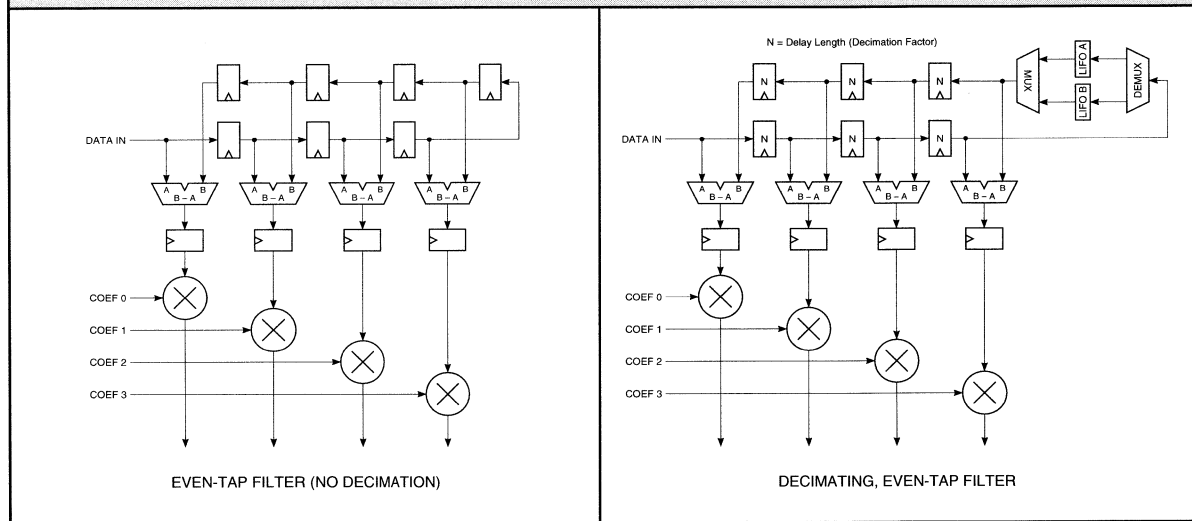 DATA IN
A B A B A B A B
B – A B – A B – A B – A
COEF 0
COEF 1
COEF 2
COEF 3
EVEN-TAP FILTER (NO DECIMATION)
N = Delay Length (Decimation Factor)
N N N
MUX
LIFO A
LIFO B
DEMUX
DATA IN
N N N
A B A B A B A B
B – A B – A B – A B – A
COEF 0
COEF 1
COEF 2
COEF 3
DECIMATING, EVEN-TAP FILTER